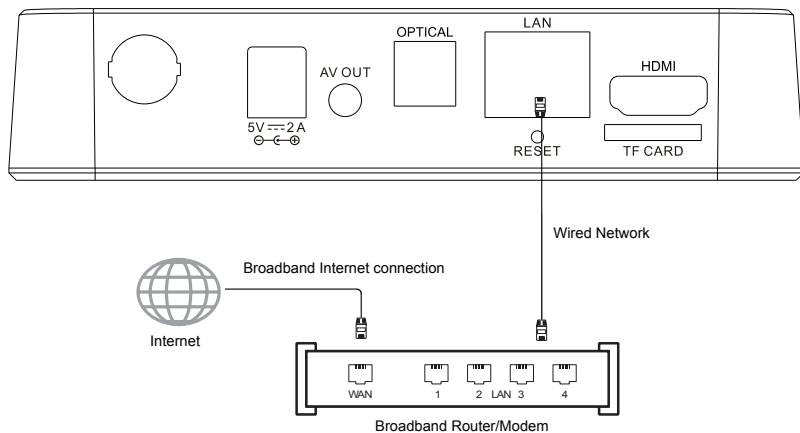 LAN
OPTICAL
HDMI
AV OUT
5V ⎓ 2 A
RESET
TF CARD
Wired Network
Broadband Internet connection
Internet
WAN 1 2 LAN 3 4
Broadband Router/Modem